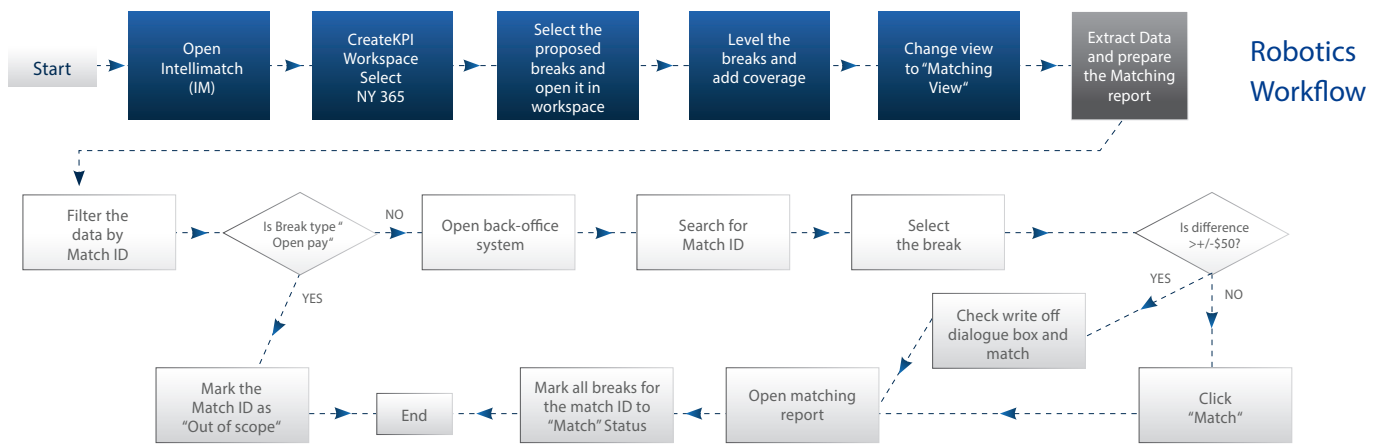 Start
Open
Intellimatch
(IM)
CreateKPI
Workspace
Select
NY 365
Select the
proposed
breaks and
open it in
workspace
Level the
breaks and
add coverage
Change view
to “Matching
View“
Extract Data
and prepare
the Matching
report
Robotics
Workflow
Filter the
data by
Match ID
Is Break type “
Open pay“
NO
YES
Open back-office
system
Search for
Match ID
Select
the break
Is difference
>+/-$50?
YES
NO
Check write off
dialogue box and
match
Mark the
Match ID as
“Out of scope“
End
Mark all breaks for
the match ID to
“Match“ Status
Open matching
report
Click
“Match“